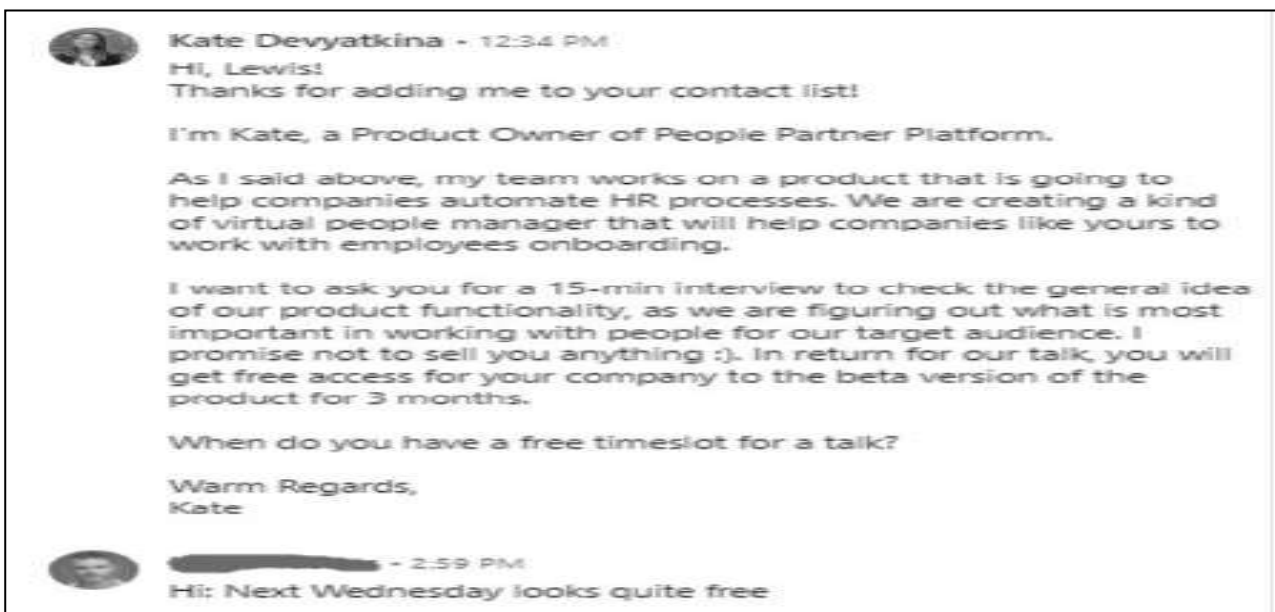 Kate Devyatkina - 12:34 PM
Hi, Lewis!
Thanks for adding me to your contact list!
I'm Kate, a Product Owner of People Partner Platform.
As I said above, my team works on a product that is going to
help companies automate HR processes. We are creating a kind
of virtual people manager that will help companies like yours to
work with employees onboarding.
I want to ask you for a 15-min interview to check the general idea
of our product functionality, as we are figuring out what is most
important in working with people for our target audience. I
promise not to sell you anything :). In return for our talk, you will
get free access for your company to the beta version of the
product for 3 months.
When do you have a free timeslot for a talk?
Warm Regards,
Kate
- 2:59 PM
Hi: Next Wednesday looks quite free